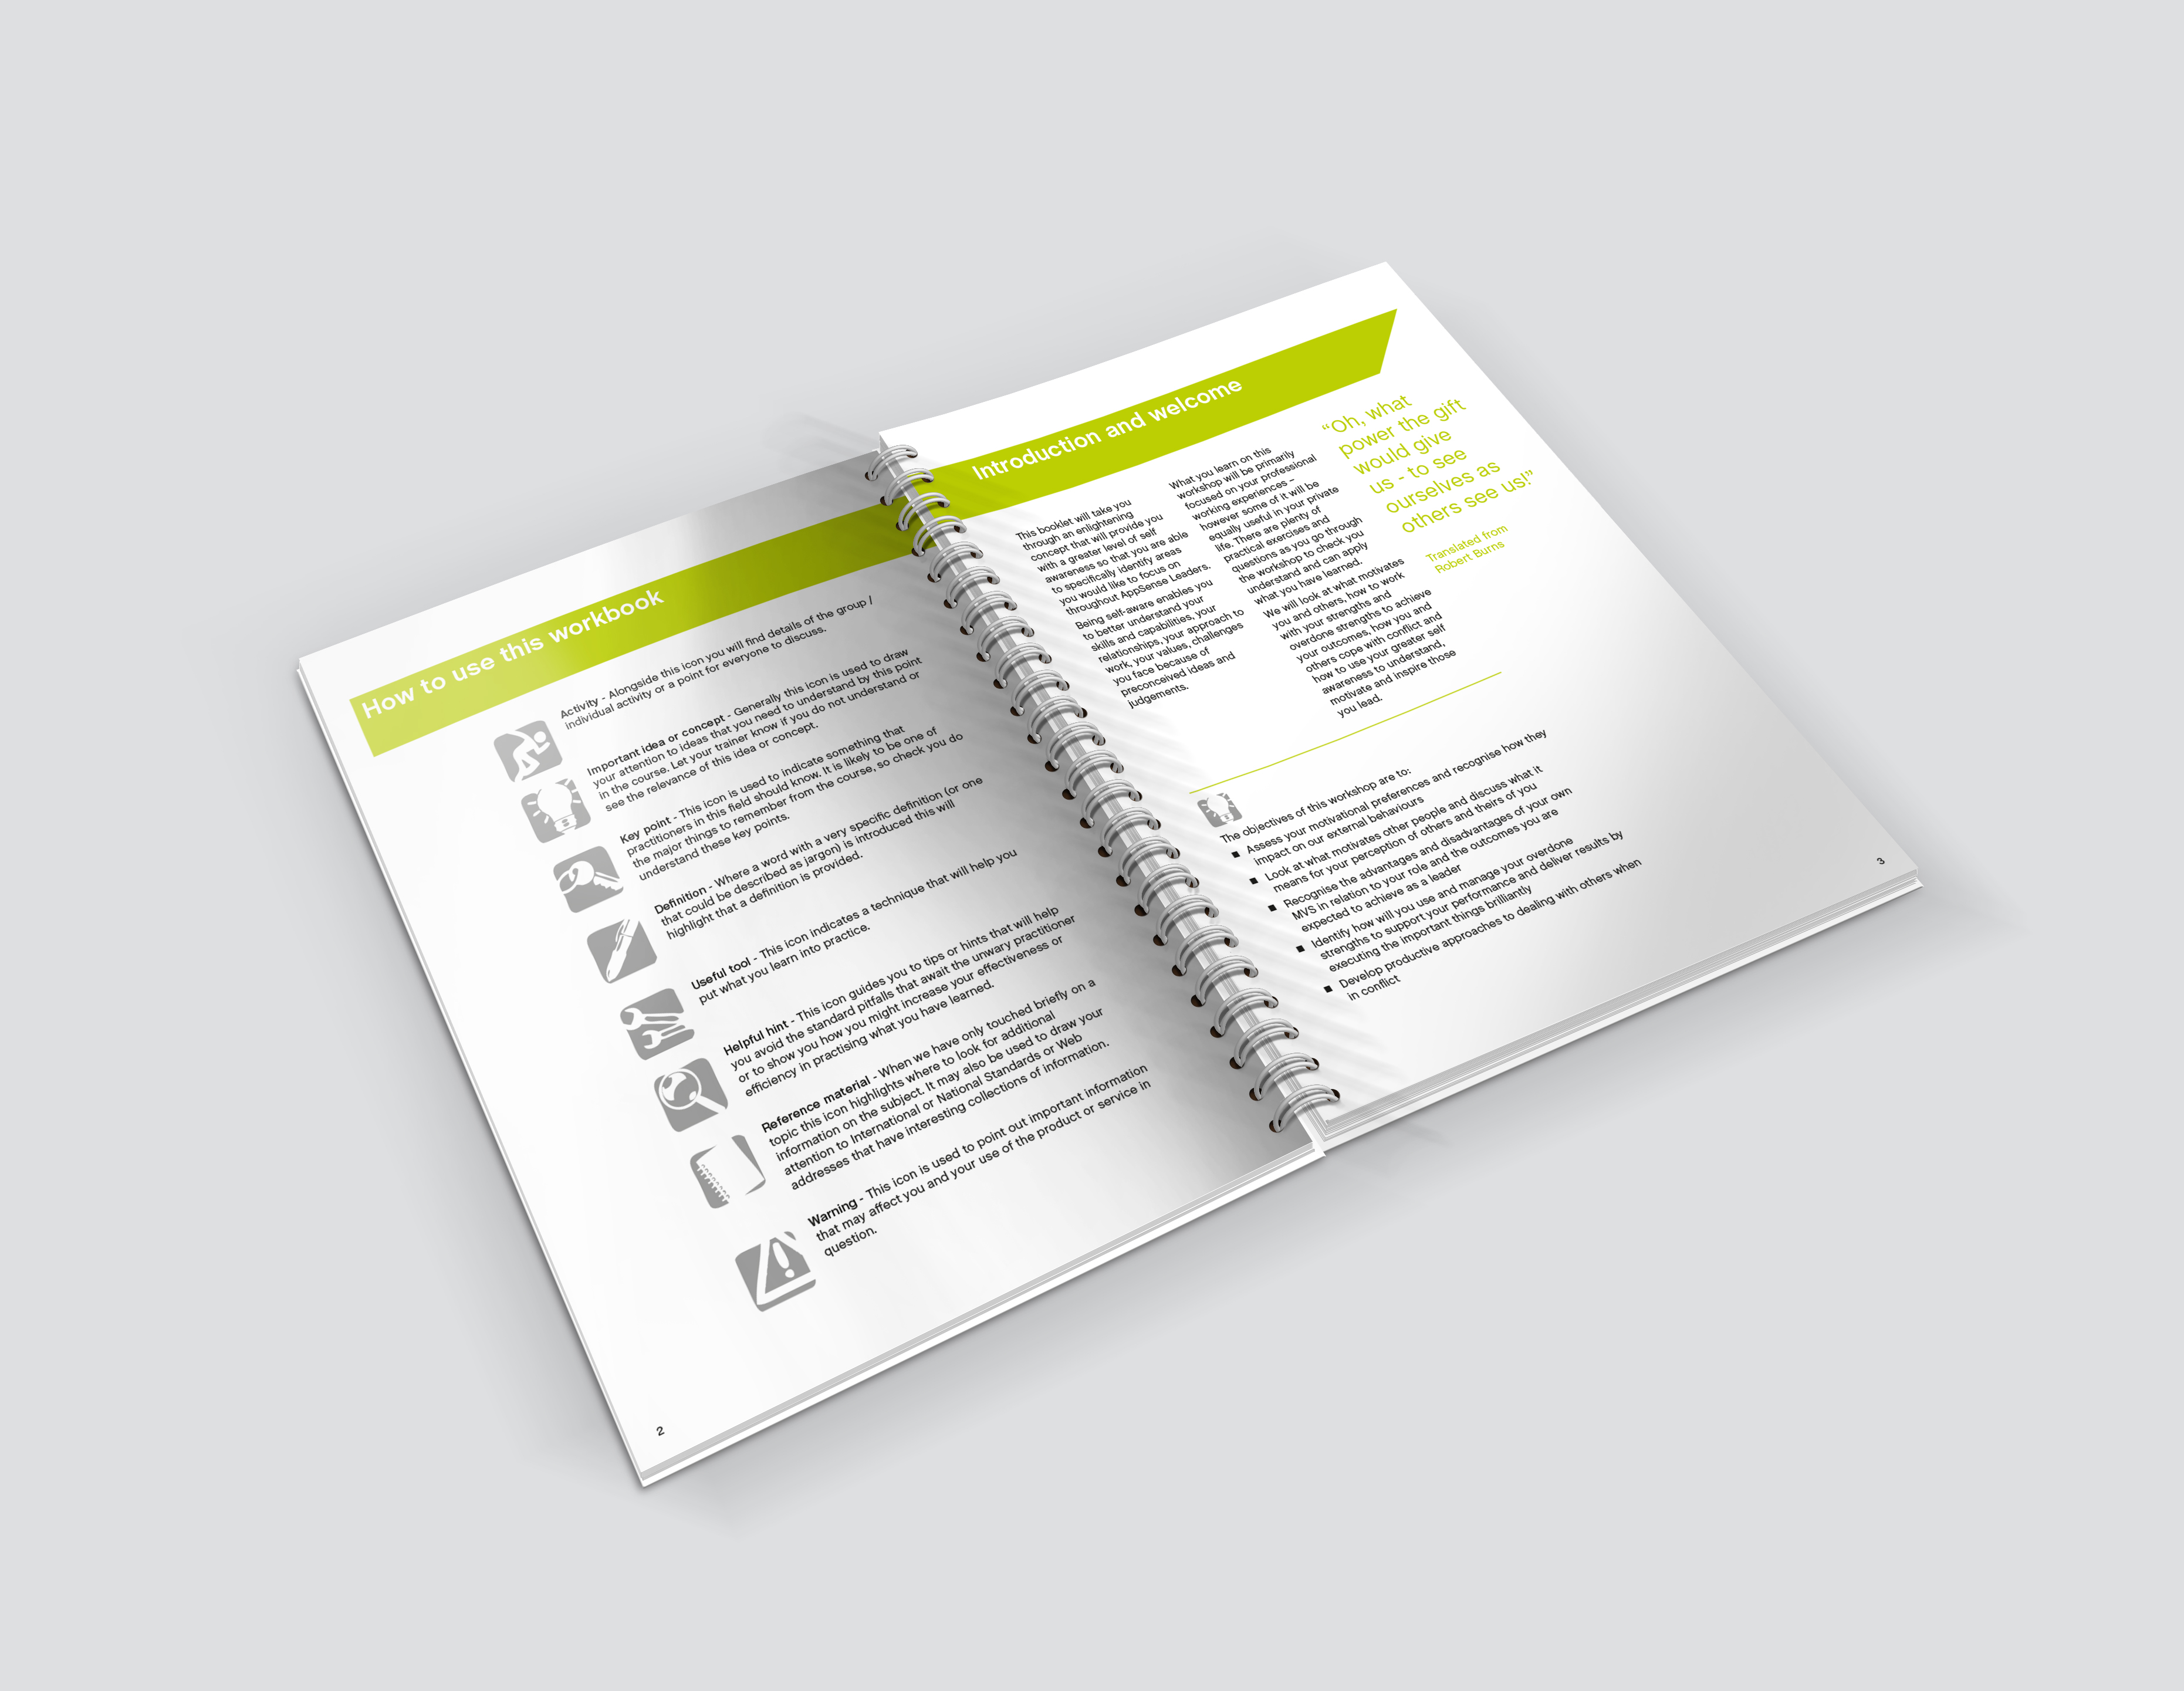 How to use this workbook
Activity - Alongside this icon you will find details of the group /
individual activity or a point for everyone to discuss.
Important idea or concept - Generally this icon is used to draw
your attention to ideas that you need to understand by this point
in the course. Let your trainer know if you do not understand or
see the relevance of this idea or concept.
Key point - This icon is used to indicate something that
practitioners in this field should know. It is likely to be one of
the major things to remember from the course, so check you do
understand these key points.
Definition - Where a word with a very specific definition (or one
that could be described as jargon) is introduced this will
highlight that a definition is provided.
Useful tool - This icon indicates a technique that will help you
put what you learn into practice.
Helpful hint - This icon guides you to tips or hints that will help
you avoid the standard pitfalls that await the unwary practitioner
or to show you how you might increase your effectiveness or
efficiency in practising what you have learned.
Reference material - When we have only touched briefly on a
topic this icon highlights where to look for additional
information on the subject. It may also be used to draw your
attention to International or National Standards or Web
addresses that have interesting collections of information.
Warning - This icon is used to point out important information
that may affect you and your use of the product or service in
question.
2
Introduction and welcome
This booklet will take you
through an enlightening
concept that will provide you
with a greater level of self
awareness so that you are able
to specifically identify areas
you would like to focus on
throughout AppSense Leaders.
Being self-aware enables you
to better understand your
skills and capabilities, your
relationships, your approach to
work, your values, challenges
you face because of
preconceived ideas and
judgements.
What you learn on this
workshop will be primarily
focused on your professional
working experiences –
however some of it will be
equally useful in your private
life. There are plenty of
practical exercises and
questions as you go through
the workshop to check you
understand and can apply
what you have learned.
We will look at what motivates
you and others, how to work
with your strengths and
overdone strengths to achieve
your outcomes, how you and
others cope with conflict and
how to use your greater self
awareness to understand,
motivate and inspire those
you lead.
“Oh, what
power the gift
would give
us - to see
ourselves as
others see us!”
Translated from
Robert Burns
The objectives of this workshop are to:
■ Assess your motivational preferences and recognise how they
impact on our external behaviours
■ Look at what motivates other people and discuss what it
means for your perception of others and theirs of you
■ Recognise the advantages and disadvantages of your own
MVS in relation to your role and the outcomes you are
expected to achieve as a leader
■ Identify how will you use and manage your overdone
strengths to support your performance and deliver results by
executing the important things brilliantly
■ Develop productive approaches to dealing with others when
in conflict
3